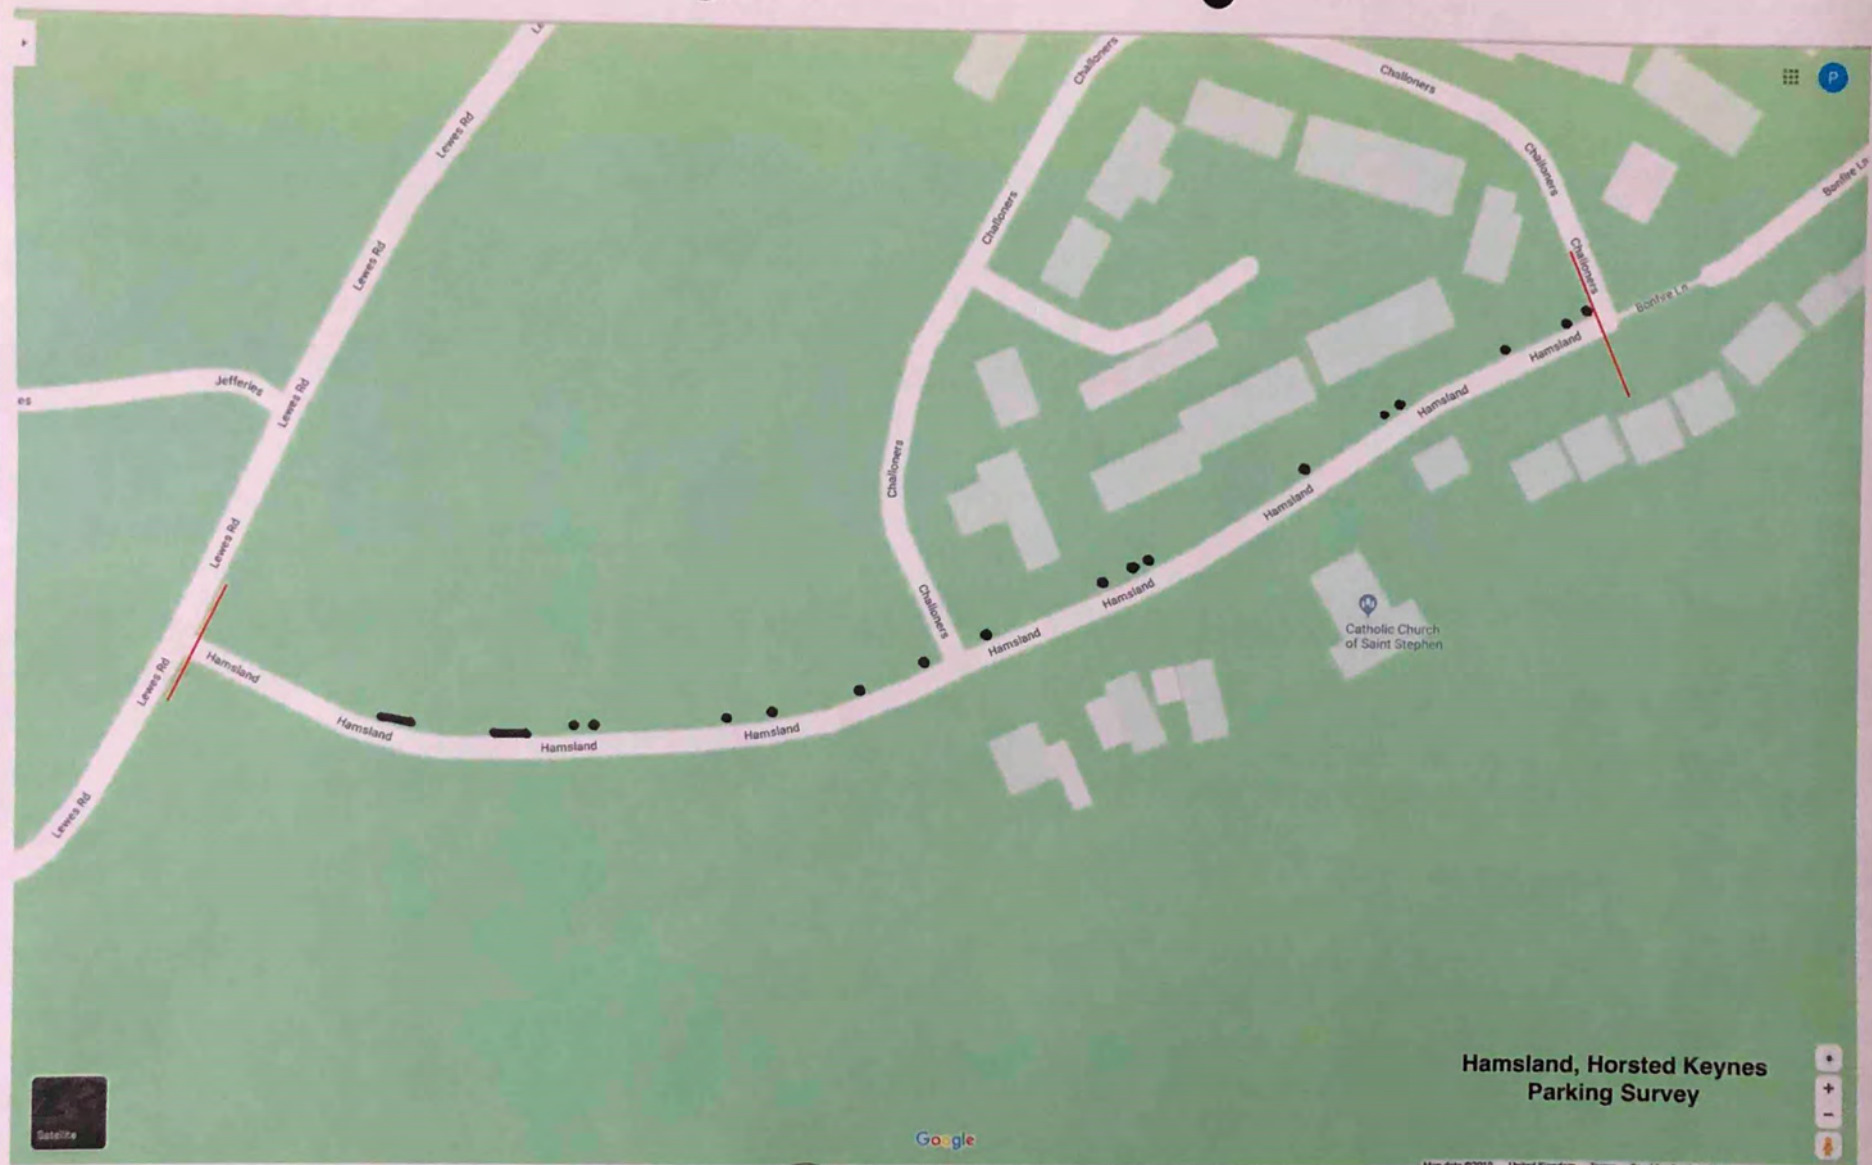 Challoners
Challoners
P
Lewes Rd
Challoners
Bonfire Ln
Challoners
Lewes Rd
Challoners
Bonfire Ln
Jefferies
Lewes Rd
es
Hamsland
Hamsland
Challoners
Hamsland
Lewes Rd
Challoners
Hamsland
Catholic Church
of Saint Stephen
Hamsland
Hamsland
Lewes Rd
Hamsland
Hamsland
Hamsland
Lewes Rd
Hamsland, Horsted Keynes
Parking Survey
Satellite
Google